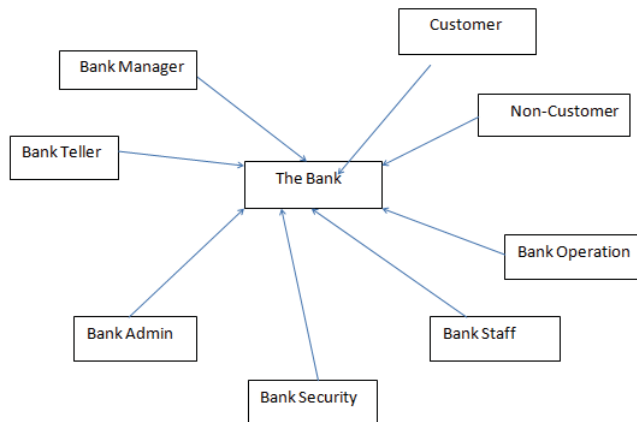 Customer
Bank Manager
Non-Customer
Bank Teller
The Bank
Bank Operation
Bank Admin
Bank Staff
Bank Security